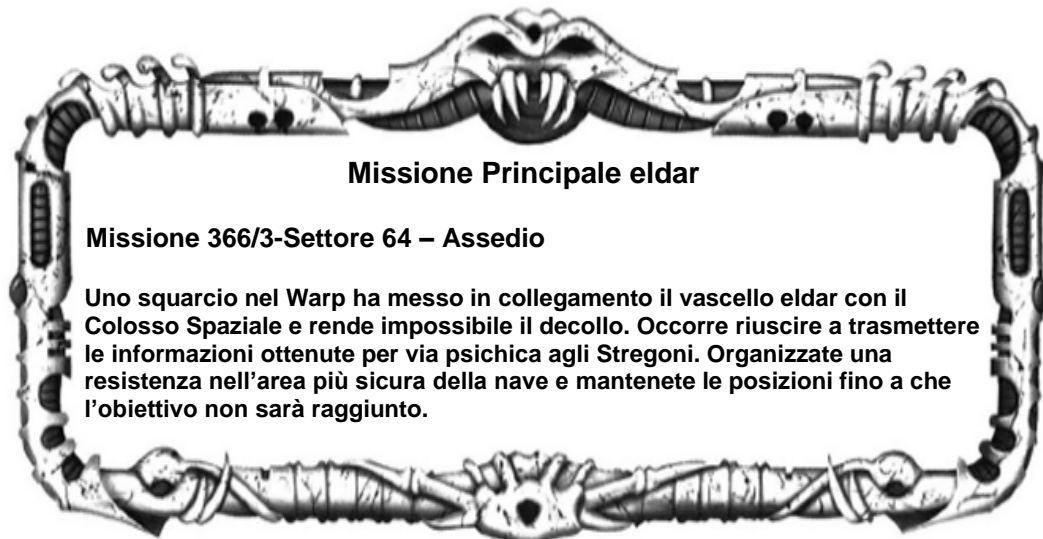 Missione Principale eldar
Missione 366/3-Settore 64 – Assedio
Uno squarcio nel Warp ha messo in collegamento il vascello eldar con il
Colosso Spaziale e rende impossibile il decollo. Occorre riuscire a trasmettere
le informazioni ottenute per via psichica agli Stregoni. Organizzate una
resistenza nell'area più sicura della nave e mantenete le posizioni fino a che
l'obiettivo non sarà raggiunto.